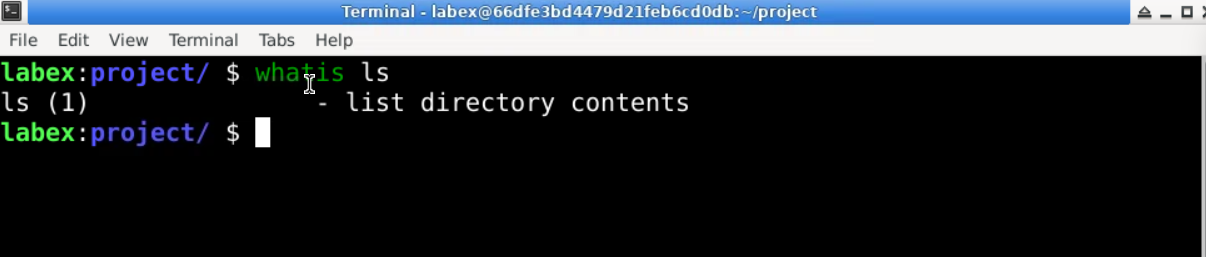 Terminal - labex@66dfe3bd4479d21feb6cd0db:~/project
File Edit View Terminal Tabs Help
labex:project/ $ whatis ls
ls (1)               - list directory contents
labex:project/ $